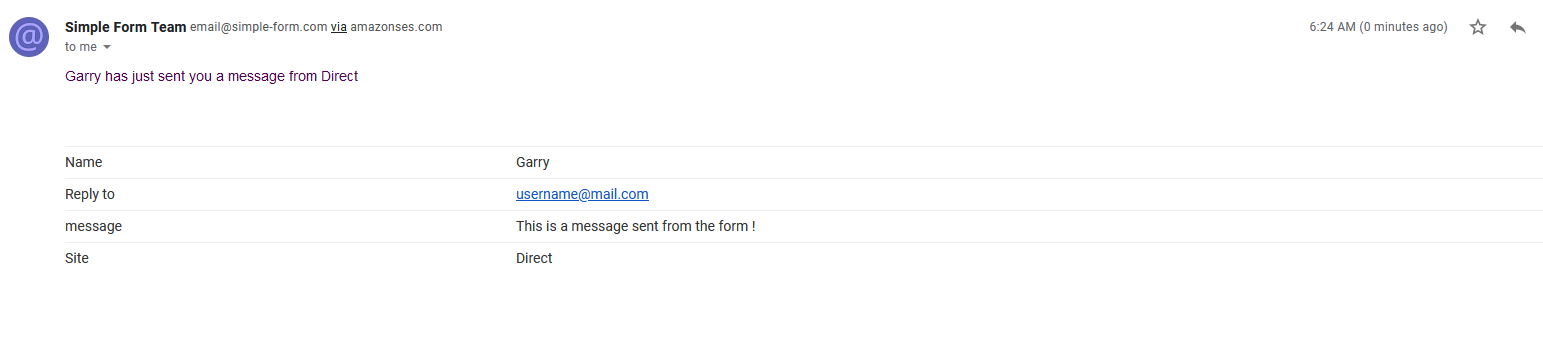 @
Simple Form Team email@simple-form.com via amazonses.com
6:24 AM (0 minutes ago)
to me
Garry has just sent you a message from Direct
Name Garry
Reply to username@mail.com
message This is a message sent from the form !
Site Direct